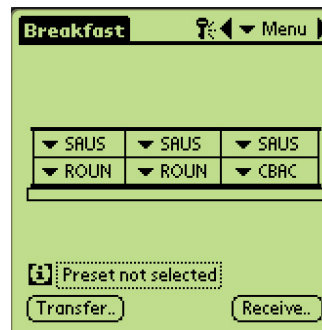 Breakfast Menu
SAUS SAUS SAUS
ROUN ROUN CBAC
Preset not selected
Transfer.. Receive..